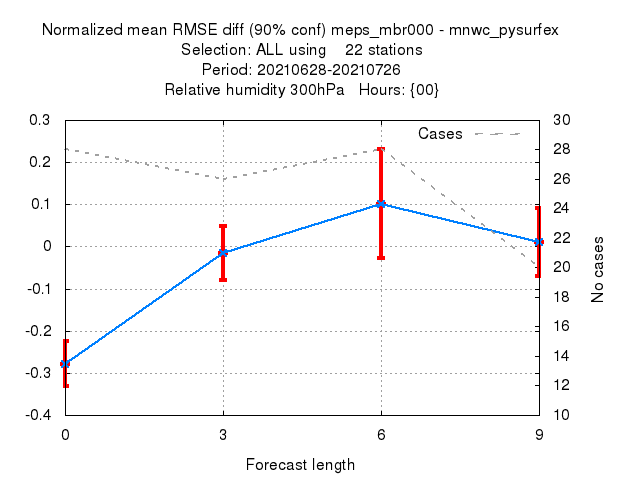 Normalized mean RMSE diff (90% conf) meps_mbr000 - mnwc_pysurfex
Selection: ALL using    22 stations
Period: 20210628-20210726
Relative humidity 300hPa   Hours: {00}
Cases
0.3
0.2
0.1
0
-0.1
-0.2
-0.3
-0.4
30
28
26
24
22
20
18
16
14
12
10
No cases
0 3 6 9
Forecast length